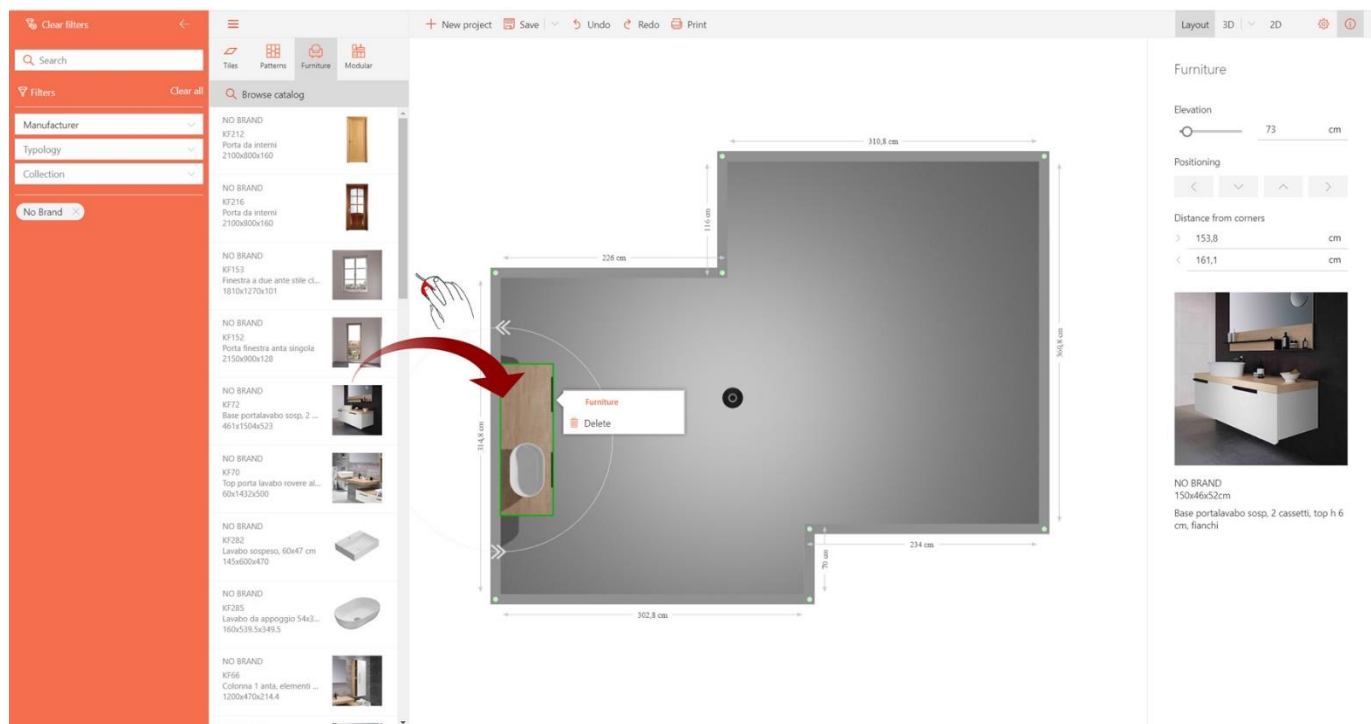 Clear filters
Search
Filters Clear all
Manufacturer
Typology
Collection
No Brand
Tiles Patterns Furniture Modular
Browse catalog
NO BRAND
KF212
Porta da interni
2100x800x160
NO BRAND
KF216
Porta da interni
2100x800x160
NO BRAND
KF153
Finestra a due ante stile cl...
1810x1270x101
NO BRAND
KF152
Porta finestra anta singola
2150x900x128
NO BRAND
KF72
Base portalavabo sosp, 2 ...
461x1504x523
NO BRAND
KF70
Top porta lavabo rovere al...
60x1432x500
NO BRAND
KF282
Lavabo sospeso, 60x47 cm
145x600x470
NO BRAND
KF285
Lavabo da appoggio 54x3...
160x539.5x349.5
NO BRAND
KF66
Colonna 1 anta, elementi ...
1200x470x214.4
New project Save Undo Redo Print
310,8 cm
116 cm
226 cm
360,8 cm
314,8 cm
Furniture
Delete
234 cm
70 cm
302,8 cm
Layout 3D 2D
Furniture
Elevation
73 cm
Positioning
Distance from corners
153,8 cm
161,1 cm
NO BRAND
150x46x52cm
Base portalavabo sosp, 2 cassetti, top h 6
cm, fianchi